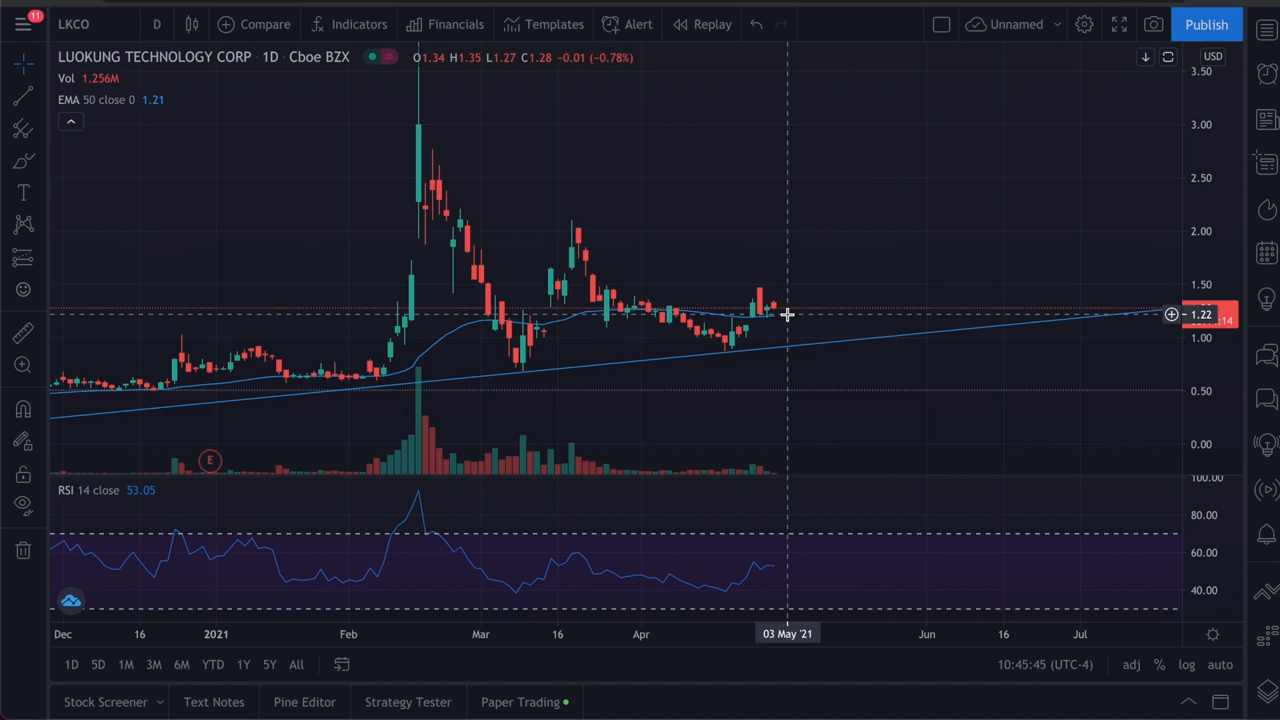 11
LKCO D Compare Indicators Financials Templates Alert Replay Unnamed Publish
LUOKUNG TECHNOLOGY CORP · 1D · Cboe BZX O1.34 H1.35 L1.27 C1.28 −0.01 (−0.78%) USD
Vol 1.256M
EMA 50 close 0 1.21
3.50
3.00
2.50
2.00
1.50
1.22
1.00
0.50
0.00
E
RSI 14 close 53.05
100.00
80.00
60.00
40.00
Dec 16 2021 Feb Mar 16 Apr 03 May '21 Jun 16 Jul
1D 5D 1M 3M 6M YTD 1Y 5Y All 10:45:45 (UTC-4) adj % log auto
Stock Screener Text Notes Pine Editor Strategy Tester Paper Trading